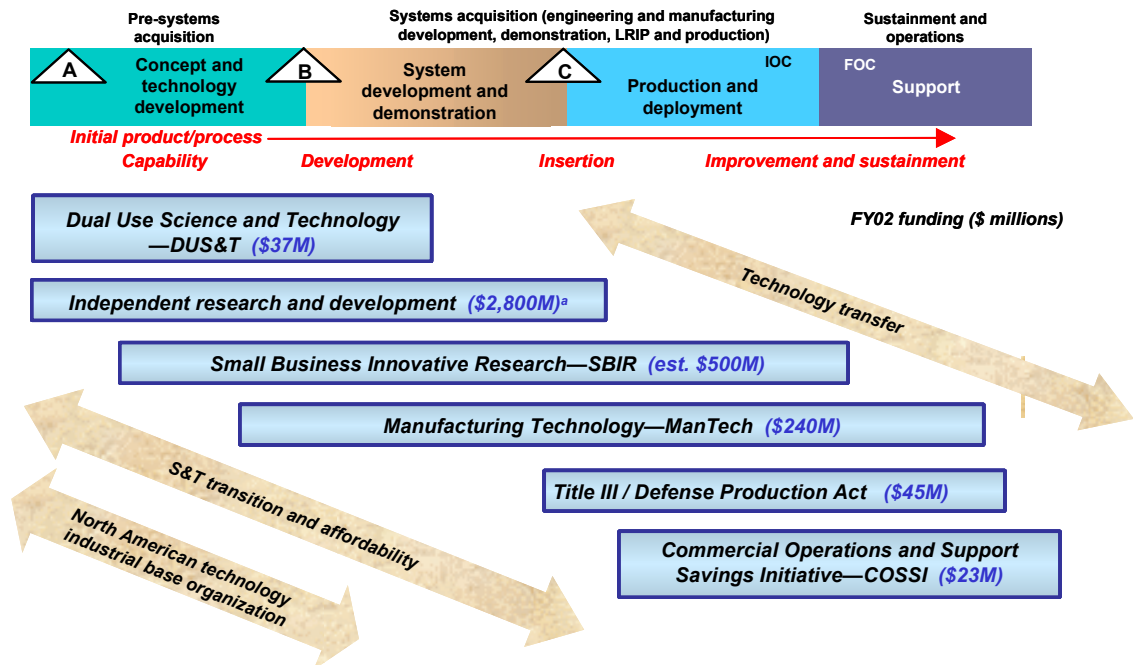 Pre-systems
acquisition
Systems acquisition (engineering and manufacturing
development, demonstration, LRIP and production)
Sustainment and
operations
A
Concept and
technology
development
B
System
development and
demonstration
C
Production and
deployment
IOC
FOC
Support
Initial product/process
Capability
Development
Insertion
Improvement and sustainment
Dual Use Science and Technology
—DUS&T ($37M)
FY02 funding ($ millions)
Technology transfer
Independent research and development ($2,800M)ª
Small Business Innovative Research—SBIR (est. $500M)
Manufacturing Technology—ManTech ($240M)
S&T transition and affordability
Title III / Defense Production Act ($45M)
North American technology
industrial base organization
Commercial Operations and Support
Savings Initiative—COSSI ($23M)